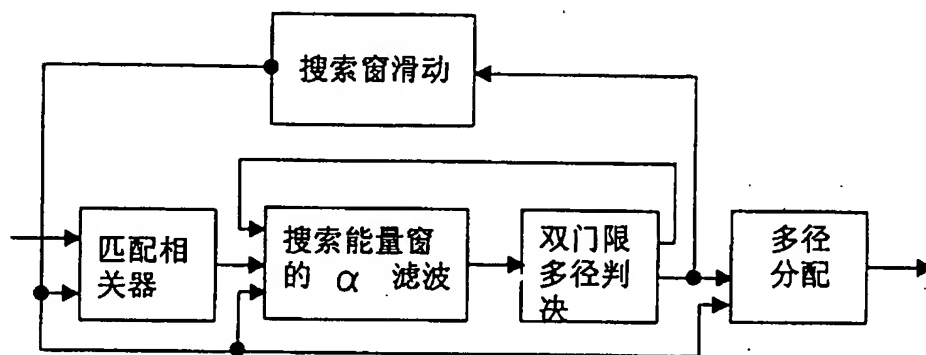 搜索窗滑动
匹配相
关器
搜索能量窗
的 α 滤波
双门限
多径判
决
多径
分配